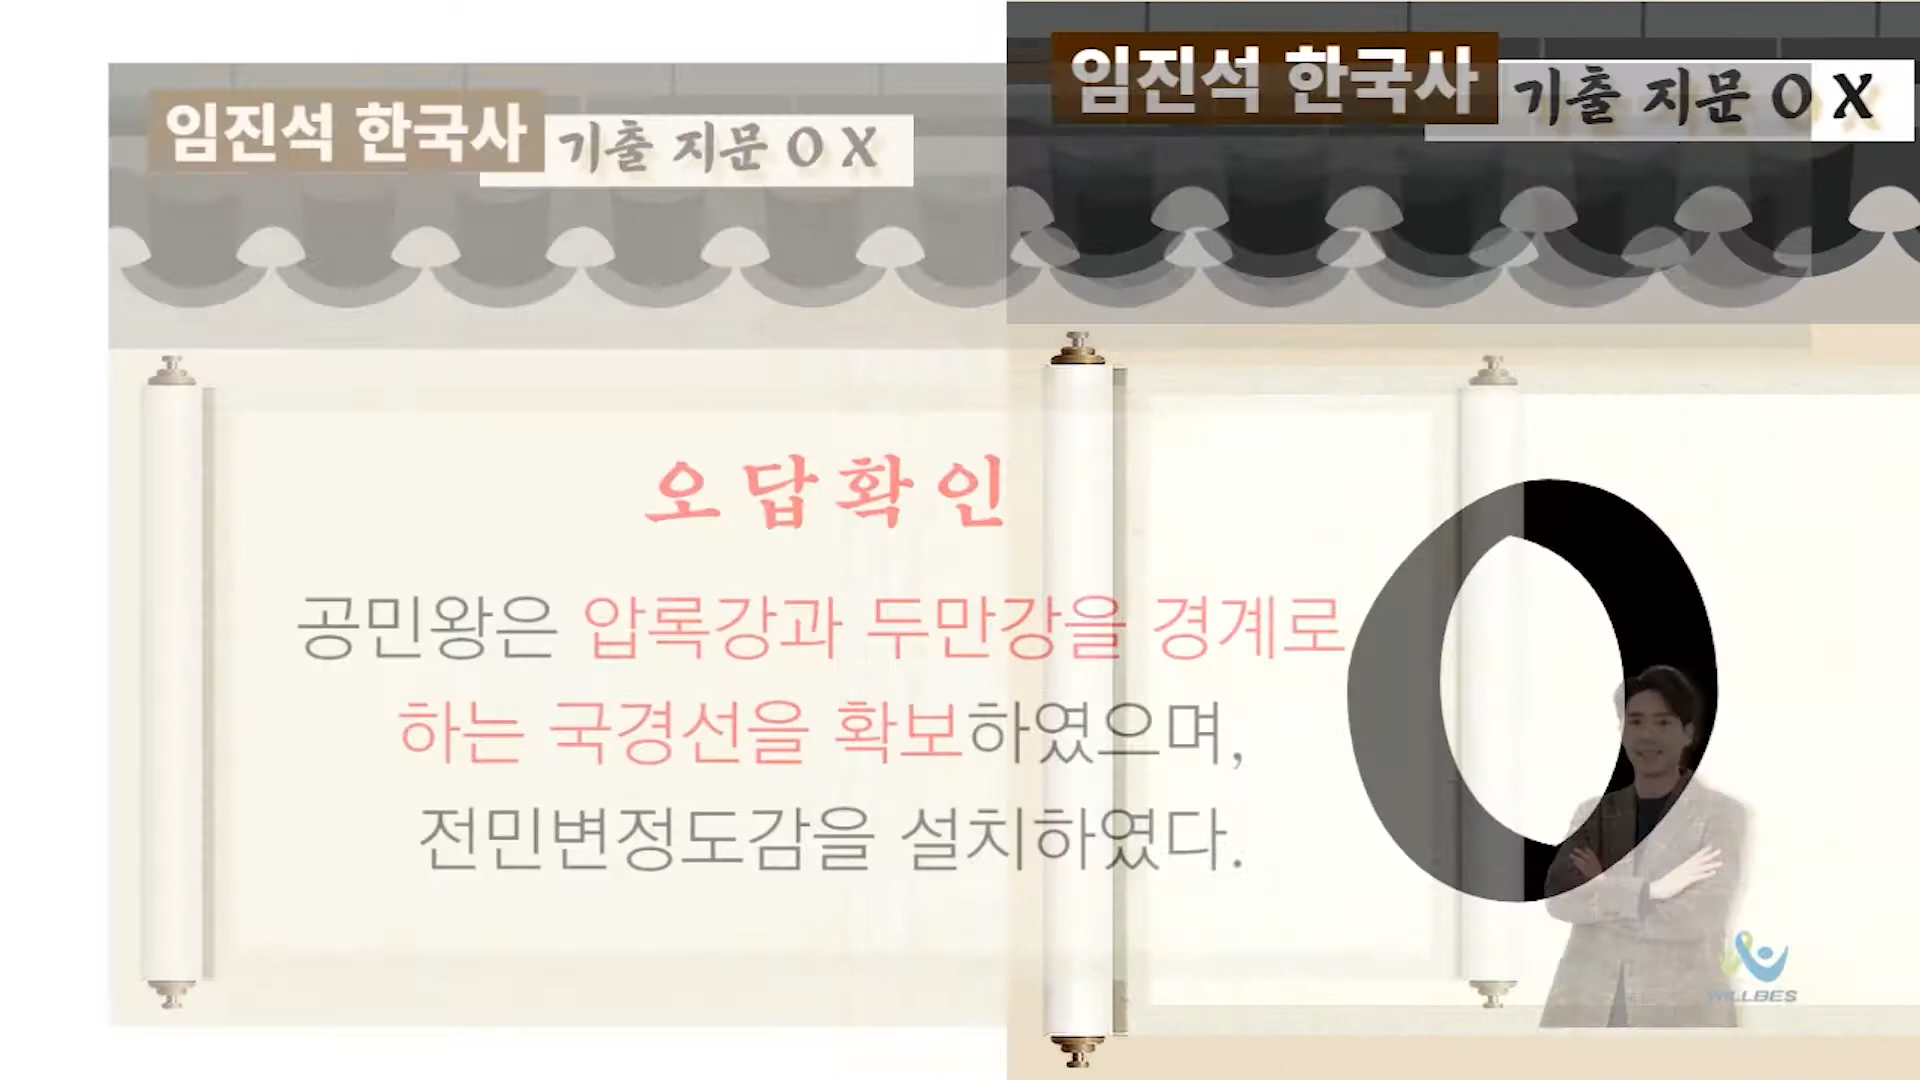 임진석 한국사 기출 지문 O X
임진석 한국사 기출 지문 O X
오답확인
공민왕은 압록강과 두만강을 경계로
하는 국경선을 확보하였으며,
전민변정도감을 설치하였다.
O
WILLBES